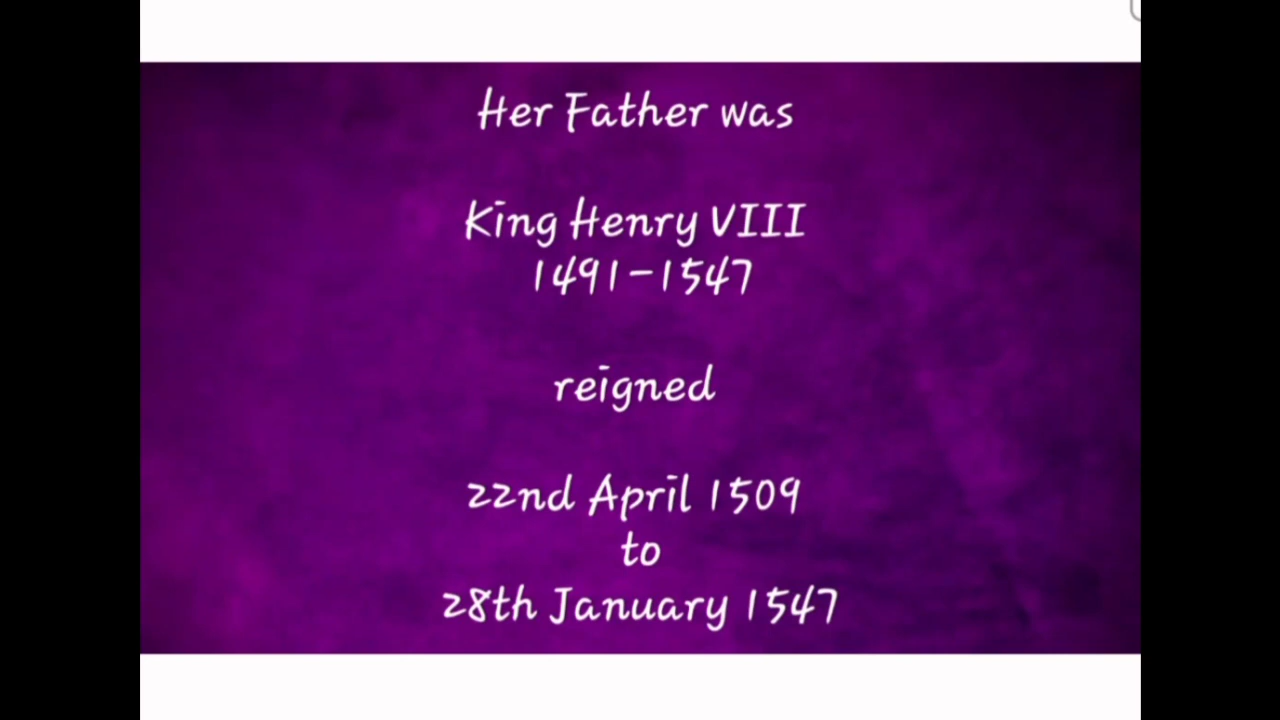 Her Father was
King Henry VIII
1491-1547
reigned
22nd April 1509
to
28th January 1547